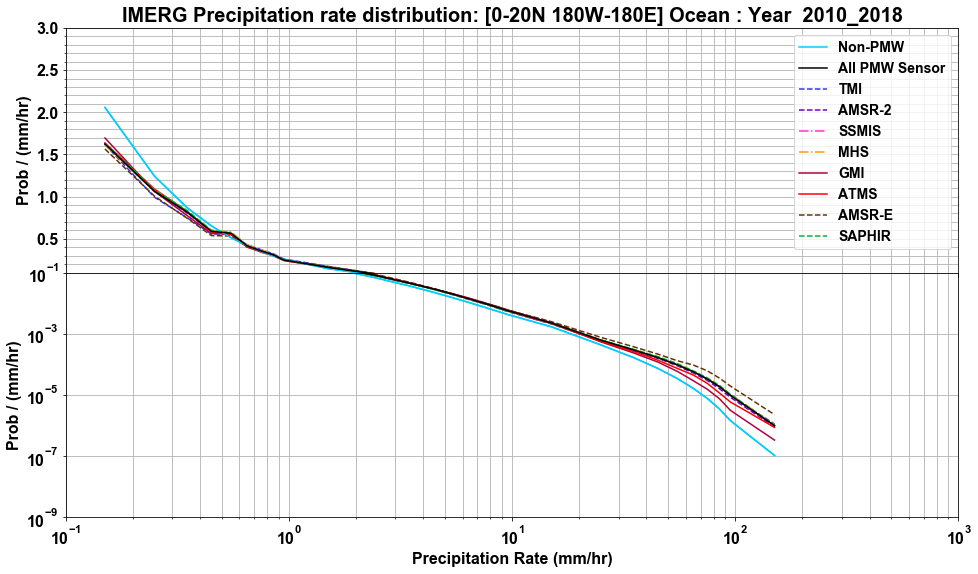 IMERG Precipitation rate distribution: [0-20N 180W-180E] Ocean : Year  2010_2018
Prob / (mm/hr)
3.0
2.5
2.0
1.5
1.0
0.5
Non-PMW
All PMW Sensor
TMI
AMSR-2
SSMIS
MHS
GMI
ATMS
AMSR-E
SAPHIR
Prob / (mm/hr)
10⁻¹
10⁻³
10⁻⁵
10⁻⁷
10⁻⁹
10⁻¹ 10⁰ 10¹ 10² 10³
Precipitation Rate (mm/hr)